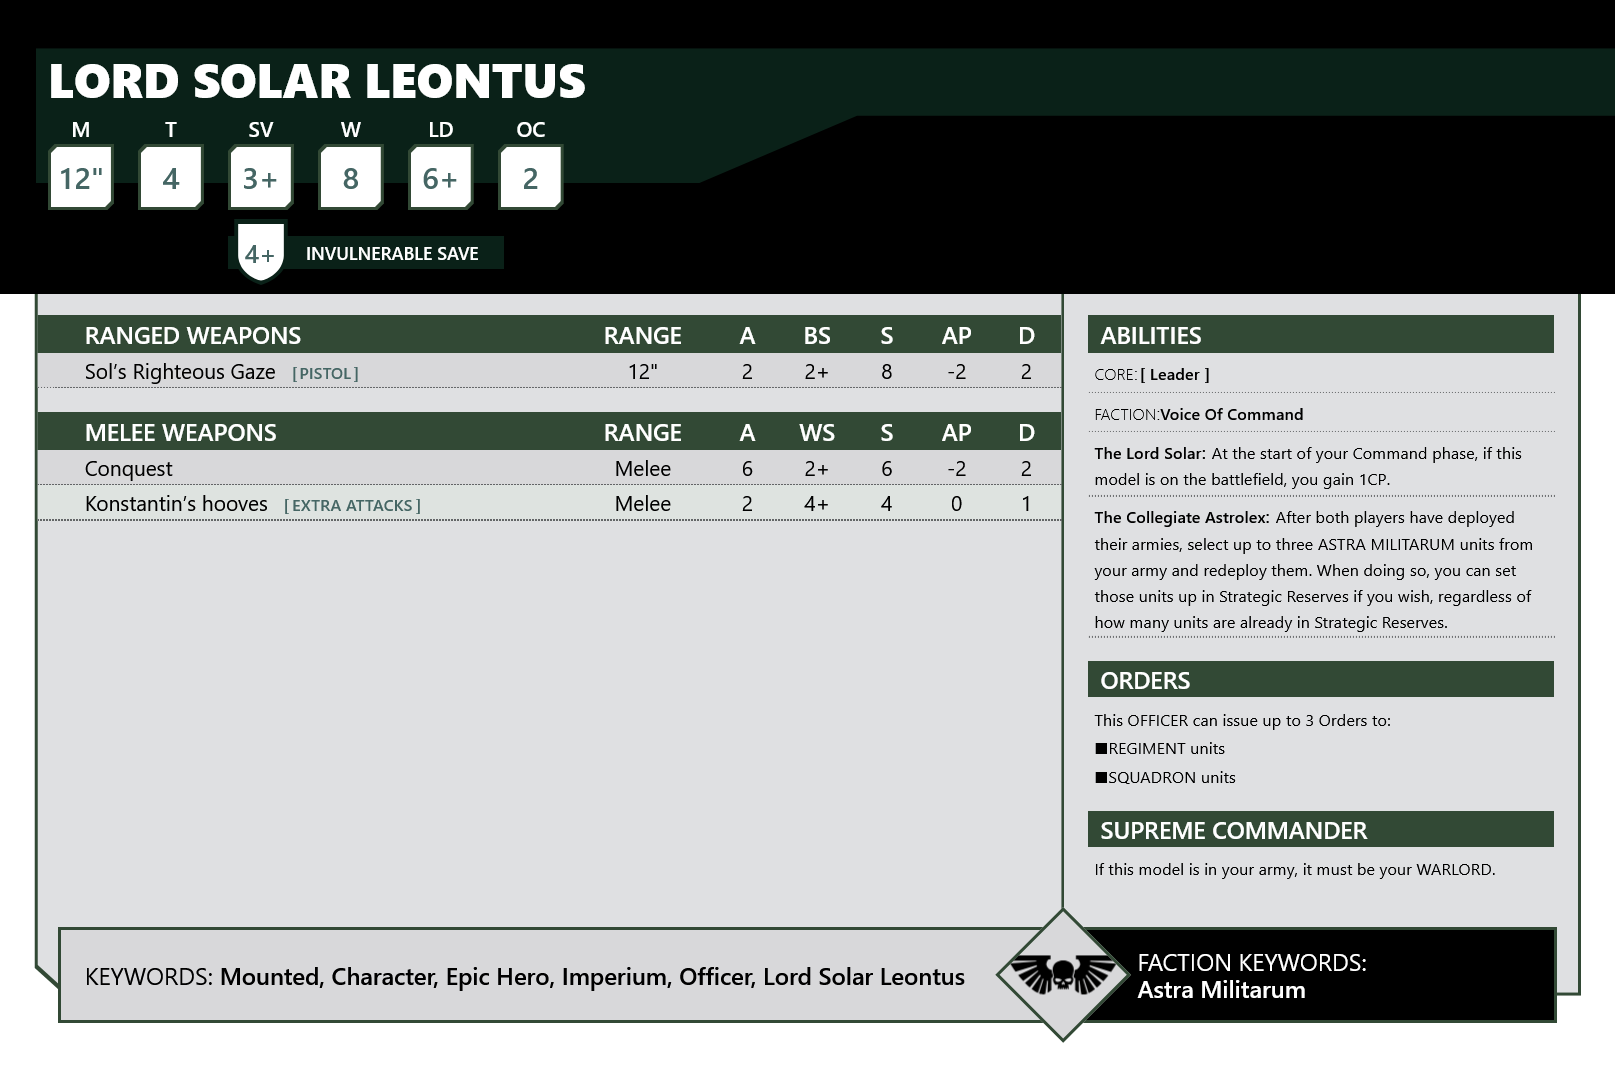 LORD SOLAR LEONTUS
M T SV W LD OC
12" 4 3+ 8 6+ 2
4+ INVULNERABLE SAVE
RANGED WEAPONS RANGE A BS S AP D
Sol's Righteous Gaze [PISTOL] 12" 2 2+ 8 -2 2
MELEE WEAPONS RANGE A WS S AP D
Conquest Melee 6 2+ 6 -2 2
Konstantin's hooves [EXTRA ATTACKS] Melee 2 4+ 4 0 1
ABILITIES
CORE: [ Leader ]
FACTION:Voice Of Command
The Lord Solar: At the start of your Command phase, if this
model is on the battlefield, you gain 1CP.
The Collegiate Astrolex: After both players have deployed
their armies, select up to three ASTRA MILITARUM units from
your army and redeploy them. When doing so, you can set
those units up in Strategic Reserves if you wish, regardless of
how many units are already in Strategic Reserves.
ORDERS
This OFFICER can issue up to 3 Orders to:
■REGIMENT units
■SQUADRON units
SUPREME COMMANDER
If this model is in your army, it must be your WARLORD.
KEYWORDS: Mounted, Character, Epic Hero, Imperium, Officer, Lord Solar Leontus
FACTION KEYWORDS:
Astra Militarum